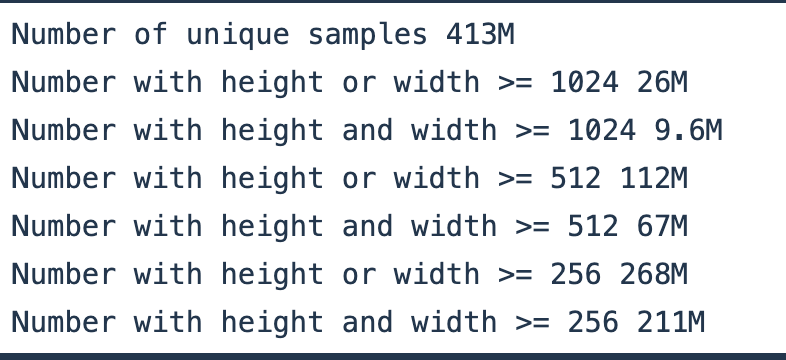 Number of unique samples 413M
Number with height or width >= 1024 26M
Number with height and width >= 1024 9.6M
Number with height or width >= 512 112M
Number with height and width >= 512 67M
Number with height or width >= 256 268M
Number with height and width >= 256 211M